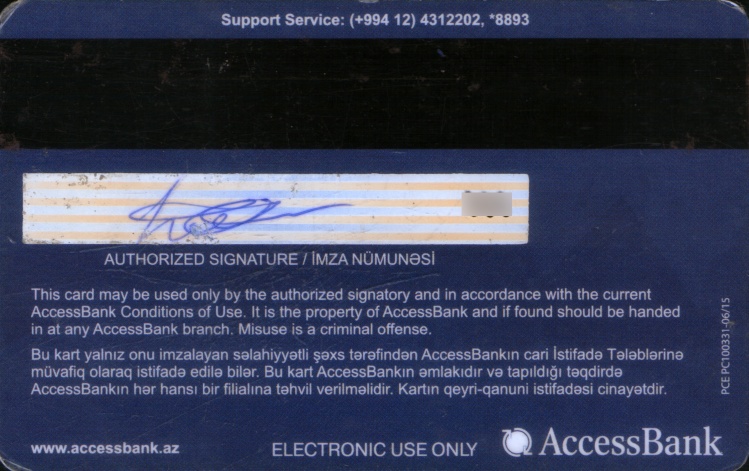 Support Service: (+994 12) 4312202, *8893
AUTHORIZED SIGNATURE / İMZA NÜMUNƏSİ
This card may be used only by the authorized signatory and in accordance with the current
AccessBank Conditions of Use. It is the property of AccessBank and if found should be handed
in at any AccessBank branch. Misuse is a criminal offense.
Bu kart yalnız onu imzalayan səlahiyyətli şəxs tərəfindən AccessBankın cari İstifadə Tələblərinə
müvafiq olaraq istifadə edilə bilər. Bu kart AccessBankın əmlakıdır və tapıldığı təqdirdə
AccessBankın hər hansı bir filialına təhvil verilməlidir. Kartın qeyri-qanuni istifadəsi cinayətdir.
PCE PC100331-06/15
www.accessbank.az
ELECTRONIC USE ONLY
AccessBank